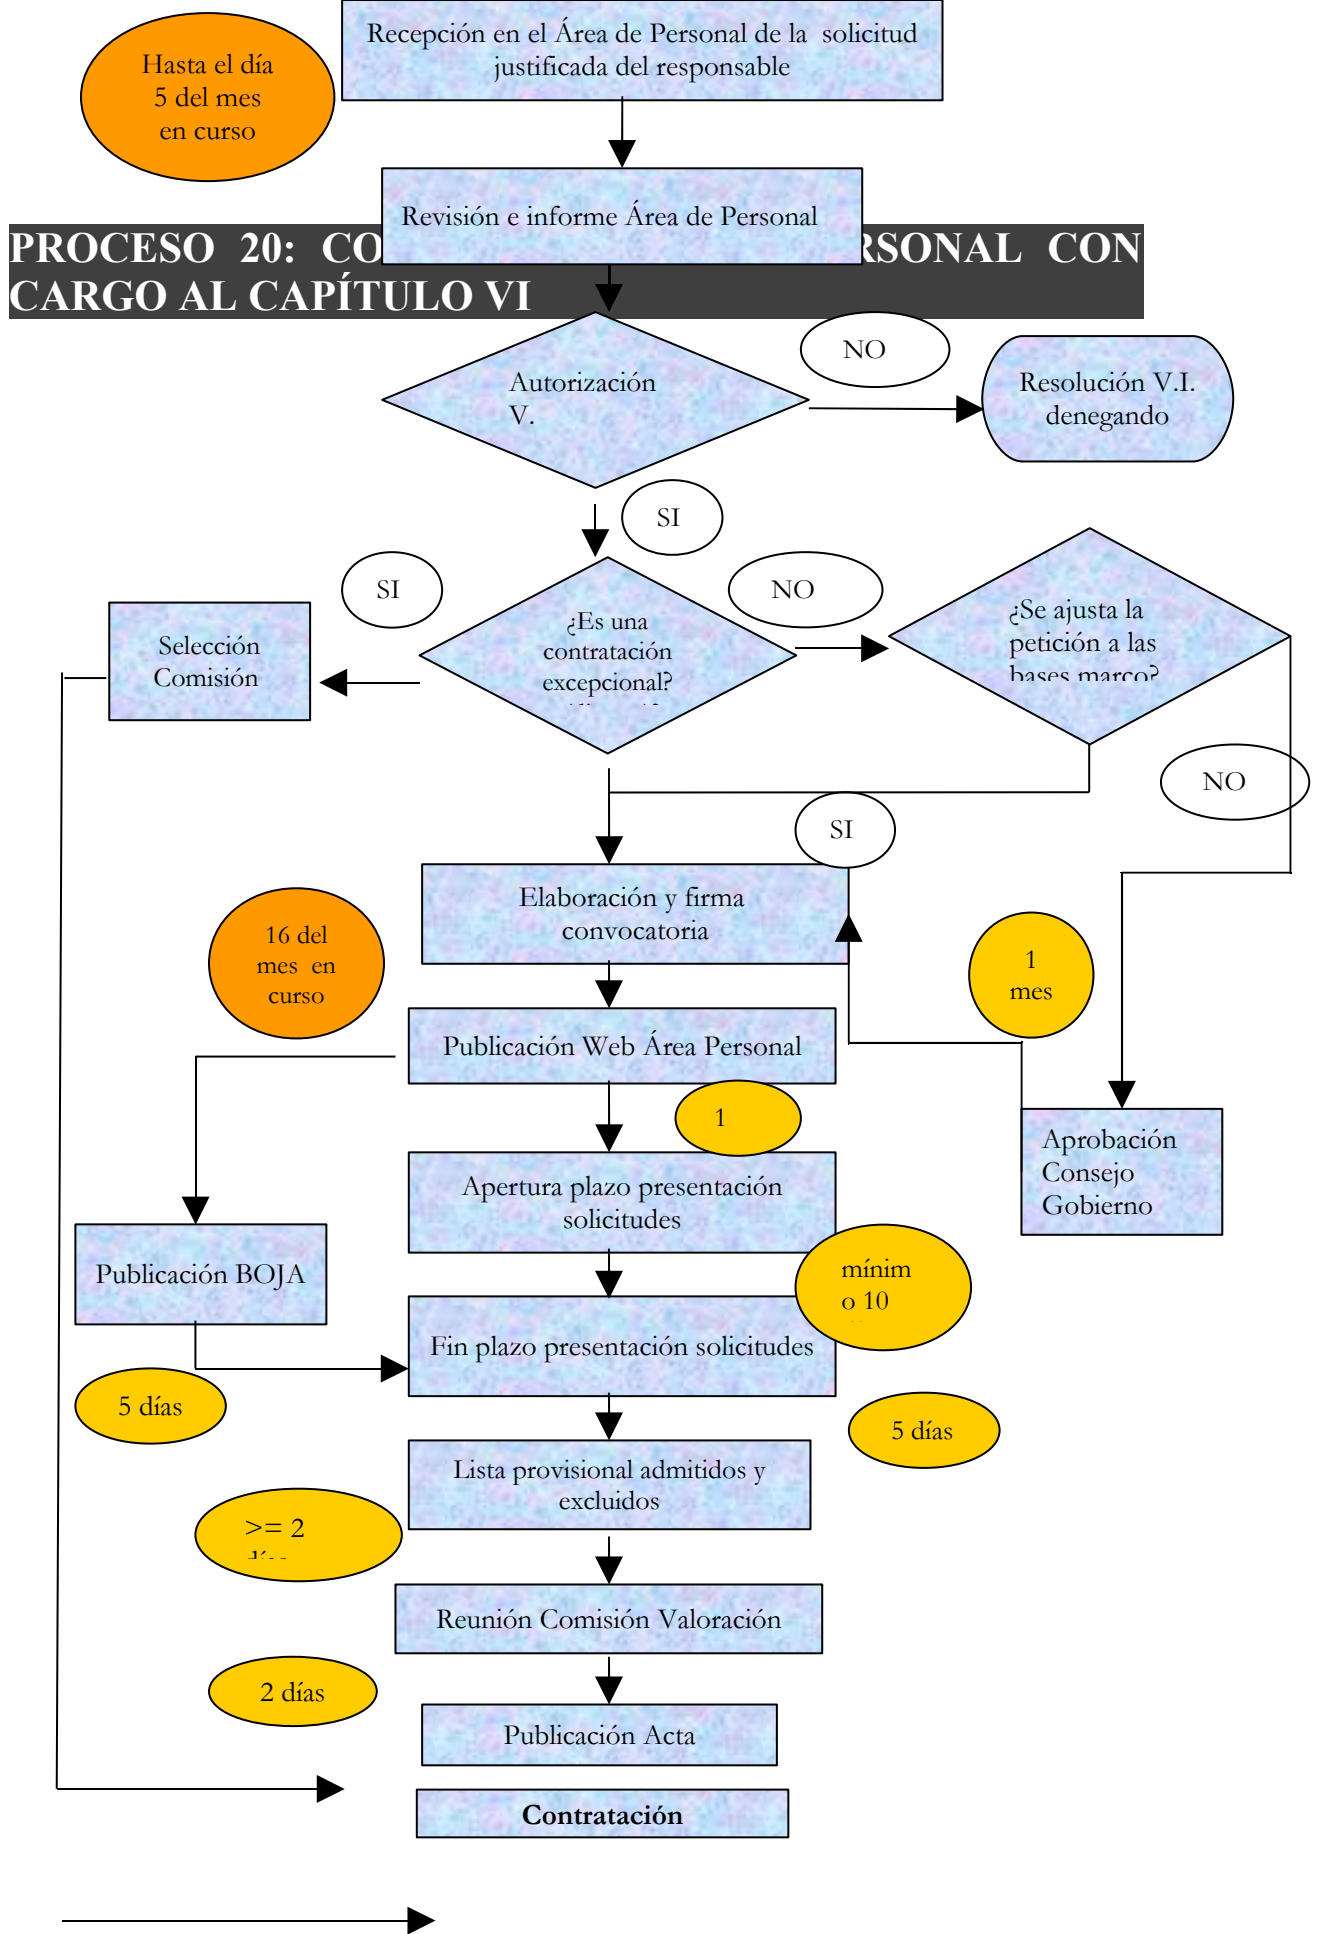 Recepción en el Área de Personal de la solicitud
justificada del responsable
Hasta el día
5 del mes
en curso
Revisión e informe Área de Personal
PROCESO 20: CO RSONAL CON
CARGO AL CAPÍTULO VI
NO
Autorización
V.
Resolución V.I.
denegando
SI
SI
NO
¿Es una
contratación
excepcional?
¿Se ajusta la
petición a las
bases marco?
Selección
Comisión
NO
SI
Elaboración y firma
convocatoria
16 del
mes en
curso
1
mes
Publicación Web Área Personal
1
Aprobación
Consejo
Gobierno
Apertura plazo presentación
solicitudes
Publicación BOJA
mínim
o 10
Fin plazo presentación solicitudes
5 días
5 días
Lista provisional admitidos y
excluidos
>= 2
días
Reunión Comisión Valoración
2 días
Publicación Acta
Contratación